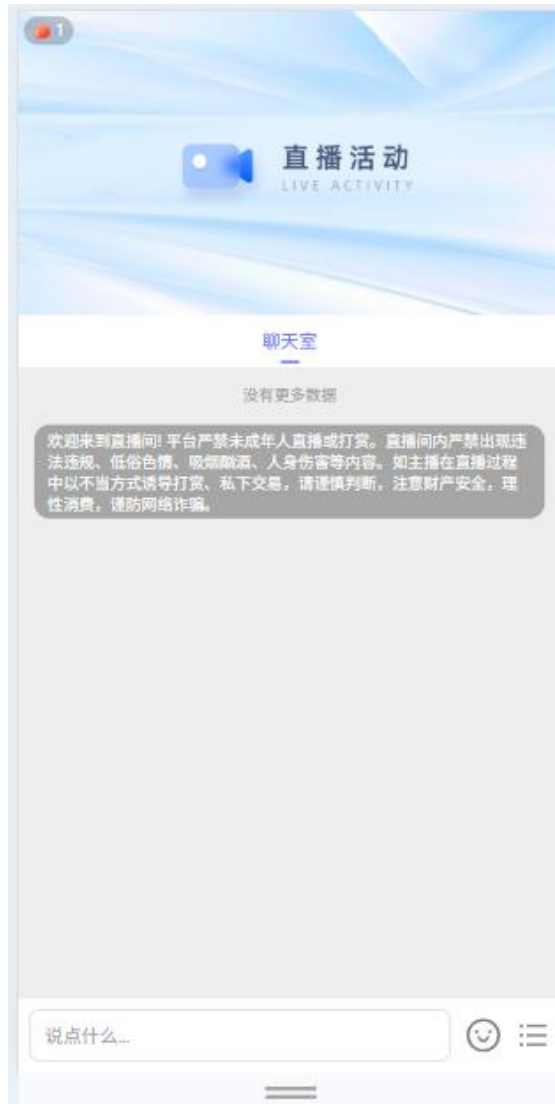 1
直播活动
LIVE ACTIVITY
聊天室
没有更多数据
欢迎来到直播间! 平台严禁未成年人直播或打赏。直播间内严禁出现违
法违规、低俗色情、吸烟酗酒、人身伤害等内容。如主播在直播过程
中以不当方式诱导打赏、私下交易，请谨慎判断，注意财产安全，理
性消费，谨防网络诈骗。
说点什么...